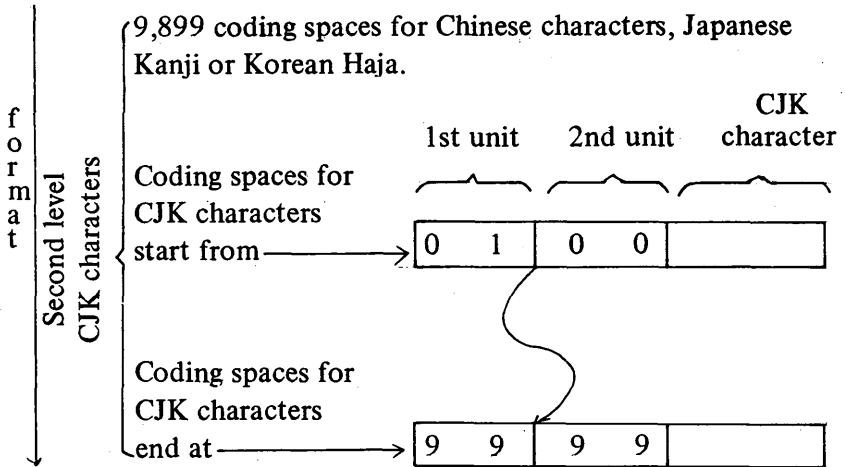 9,899 coding spaces for Chinese characters, Japanese
Kanji or Korean Haja.
format
Second level
CJK characters
CJK
1st unit 2nd unit character
Coding spaces for
CJK characters
start from
0 1 0 0
Coding spaces for
CJK characters
end at
9 9 9 9